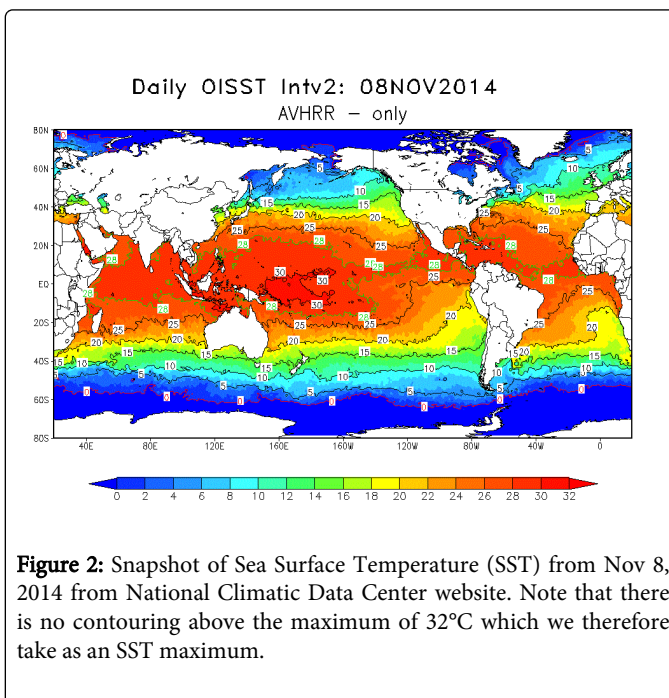 Daily OISST Intv2: 08NOV2014
AVHRR – only
80N
60N
40N
20N
EQ
20S
40S
60S
80S
40E 80E 120E 160E 160W 120W 80W 40W 0
0 2 4 6 8 10 12 14 16 18 20 22 24 26 28 30 32
Figure 2: Snapshot of Sea Surface Temperature (SST) from Nov 8,
2014 from National Climatic Data Center website. Note that there
is no contouring above the maximum of 32°C which we therefore
take as an SST maximum.